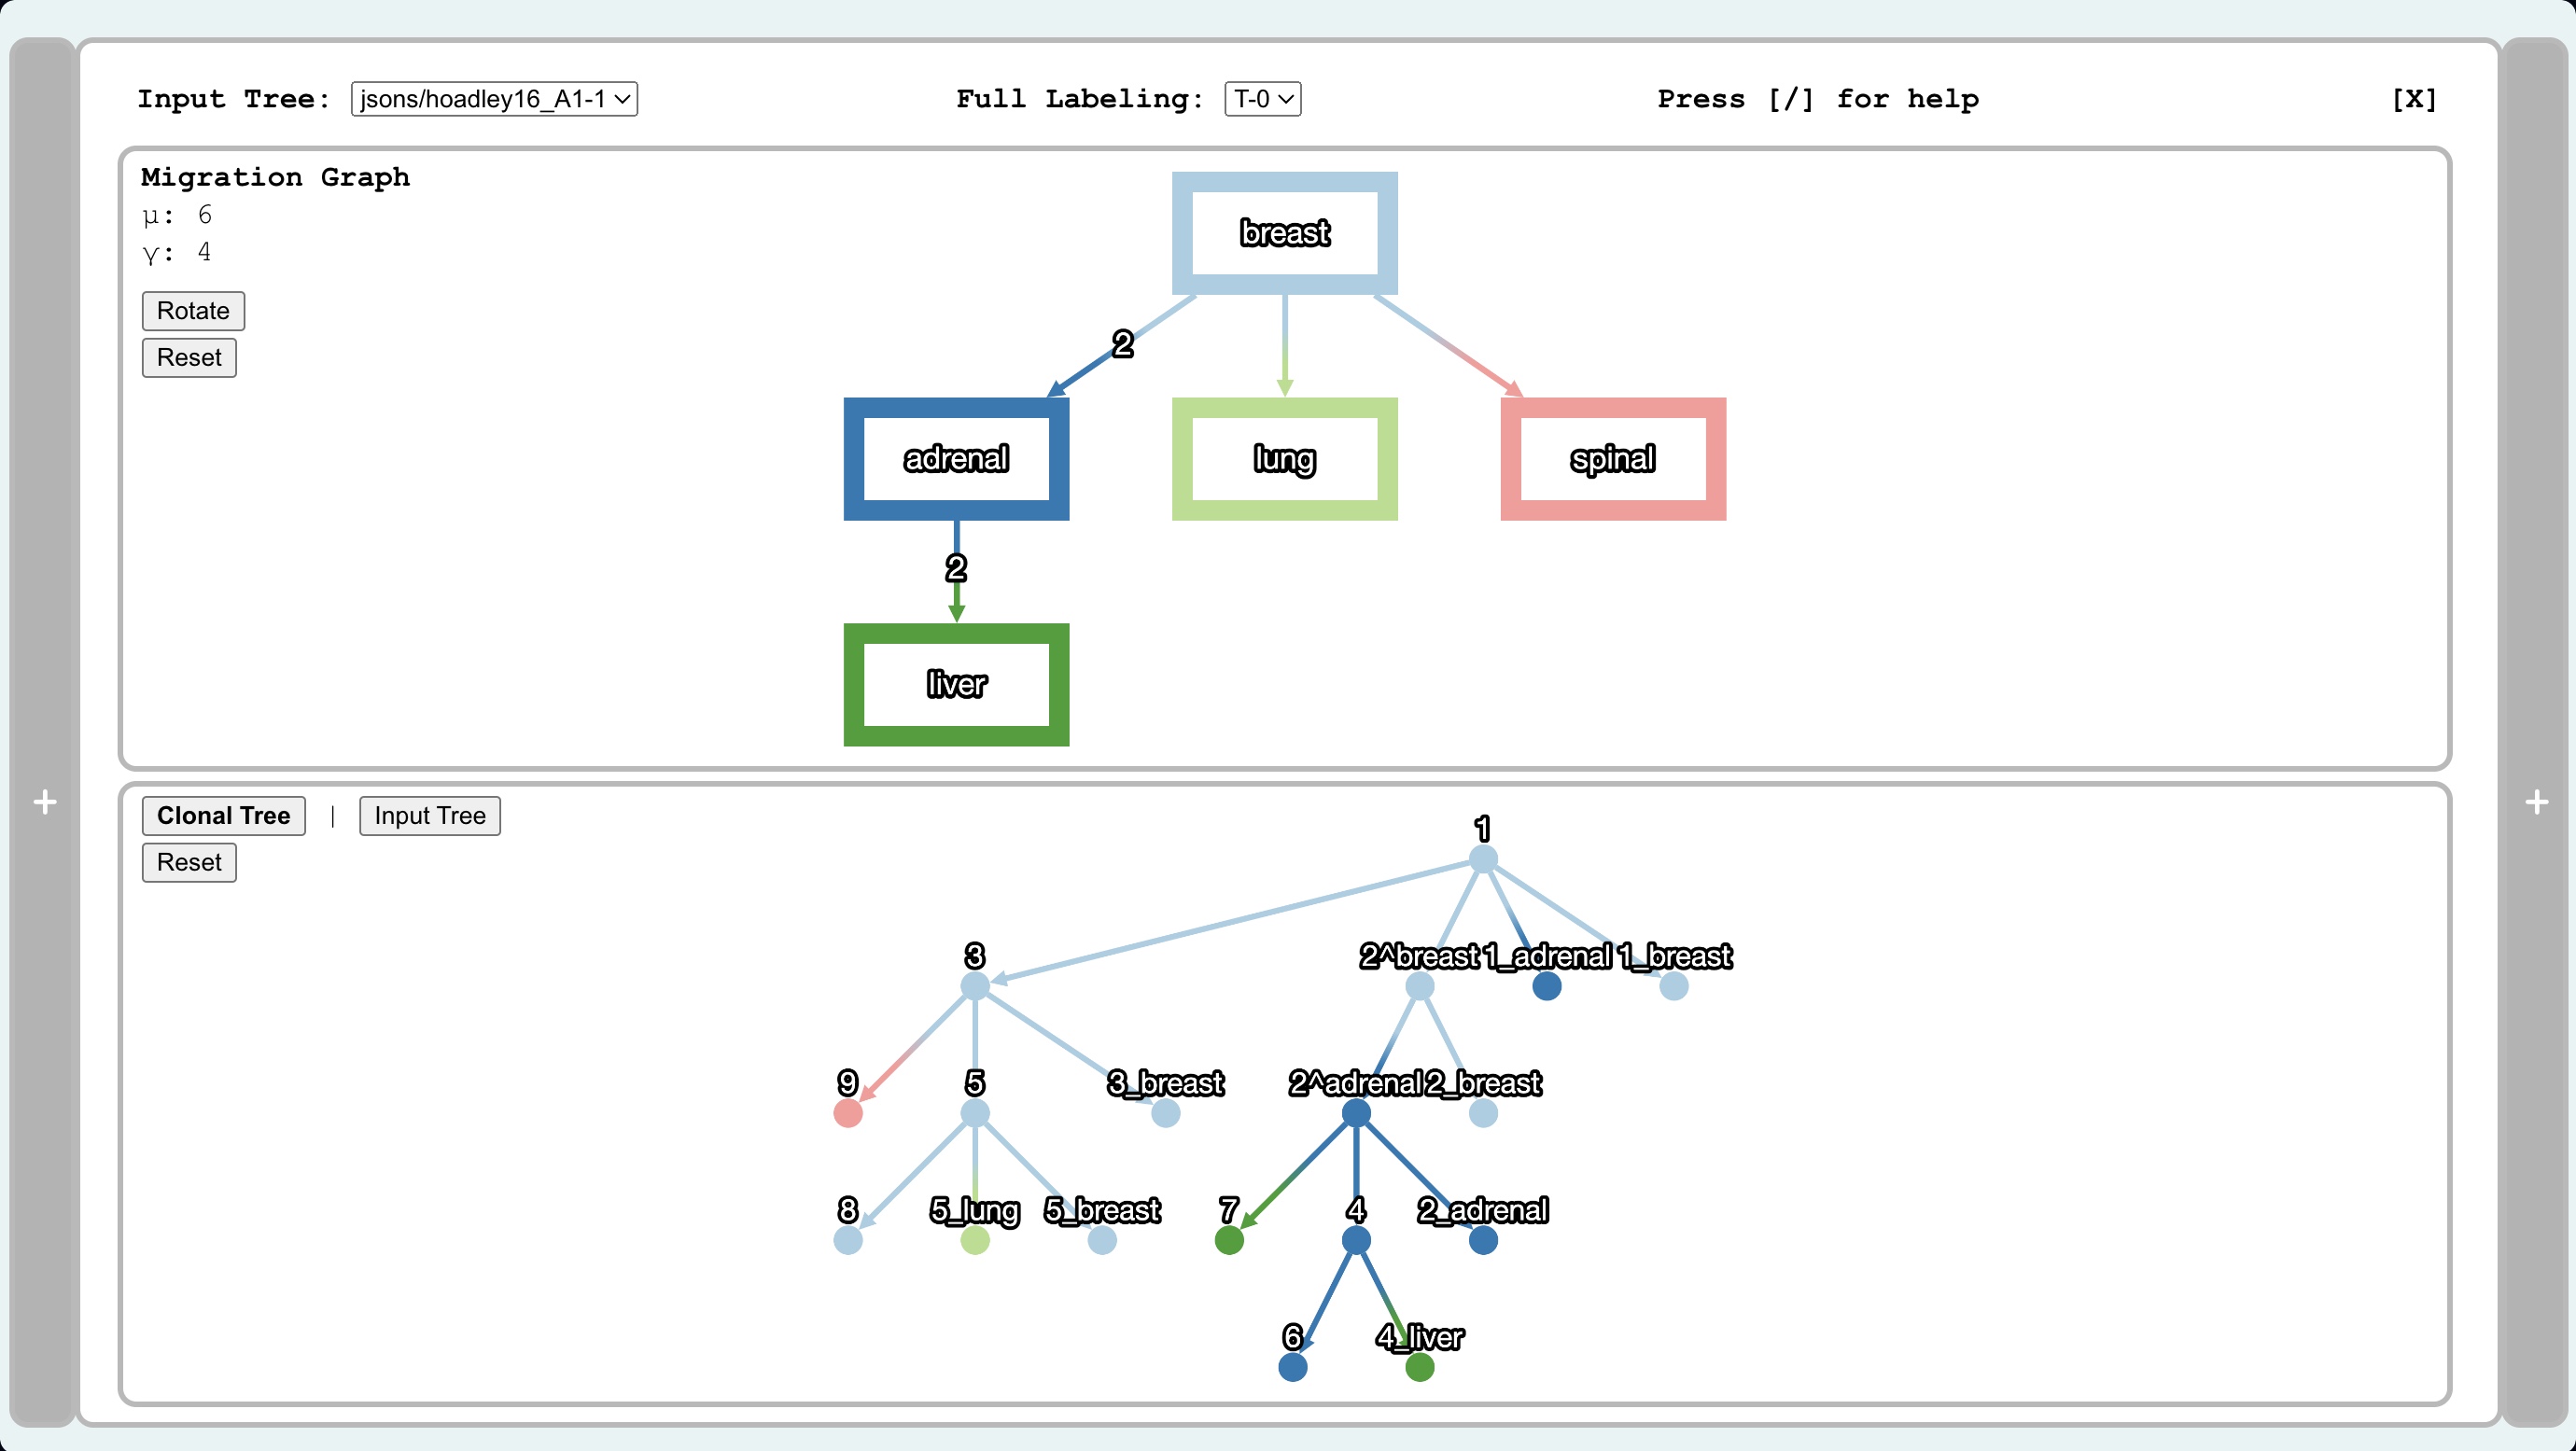 Input Tree: jsons/hoadley16_A1-1
Full Labeling: T-0
Press [/] for help
[X]
Migration Graph
μ: 6
γ: 4
Rotate
Reset
breast
2
adrenal
lung
spinal
2
liver
+
+
Clonal Tree | Input Tree
Reset
1
3
2^breast
1_adrenal
1_breast
9
5
3_breast
2^adrenal
2_breast
8
5_lung
5_breast
7
4
2_adrenal
6
4_liver